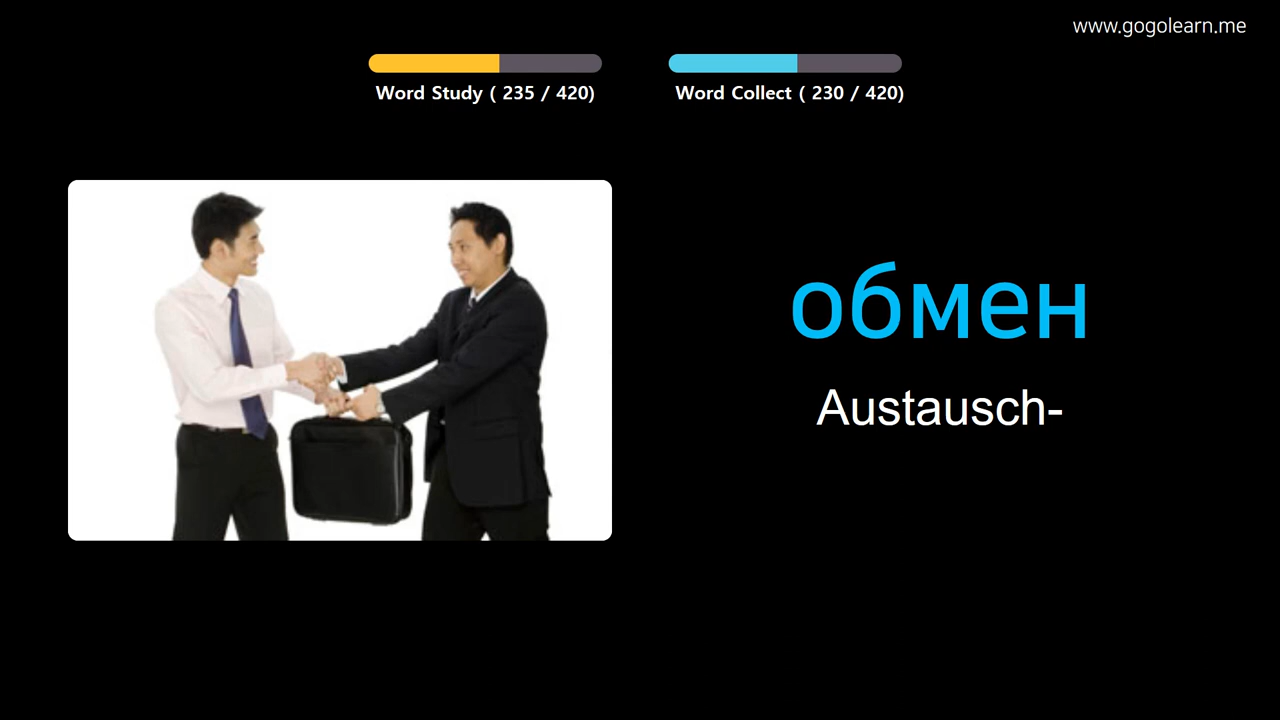 www.gogolearn.me
Word Study ( 235 / 420)
Word Collect ( 230 / 420)
обмен
Austausch-